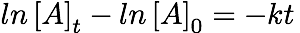 ln [A]ₜ − ln [A]₀ = −kt